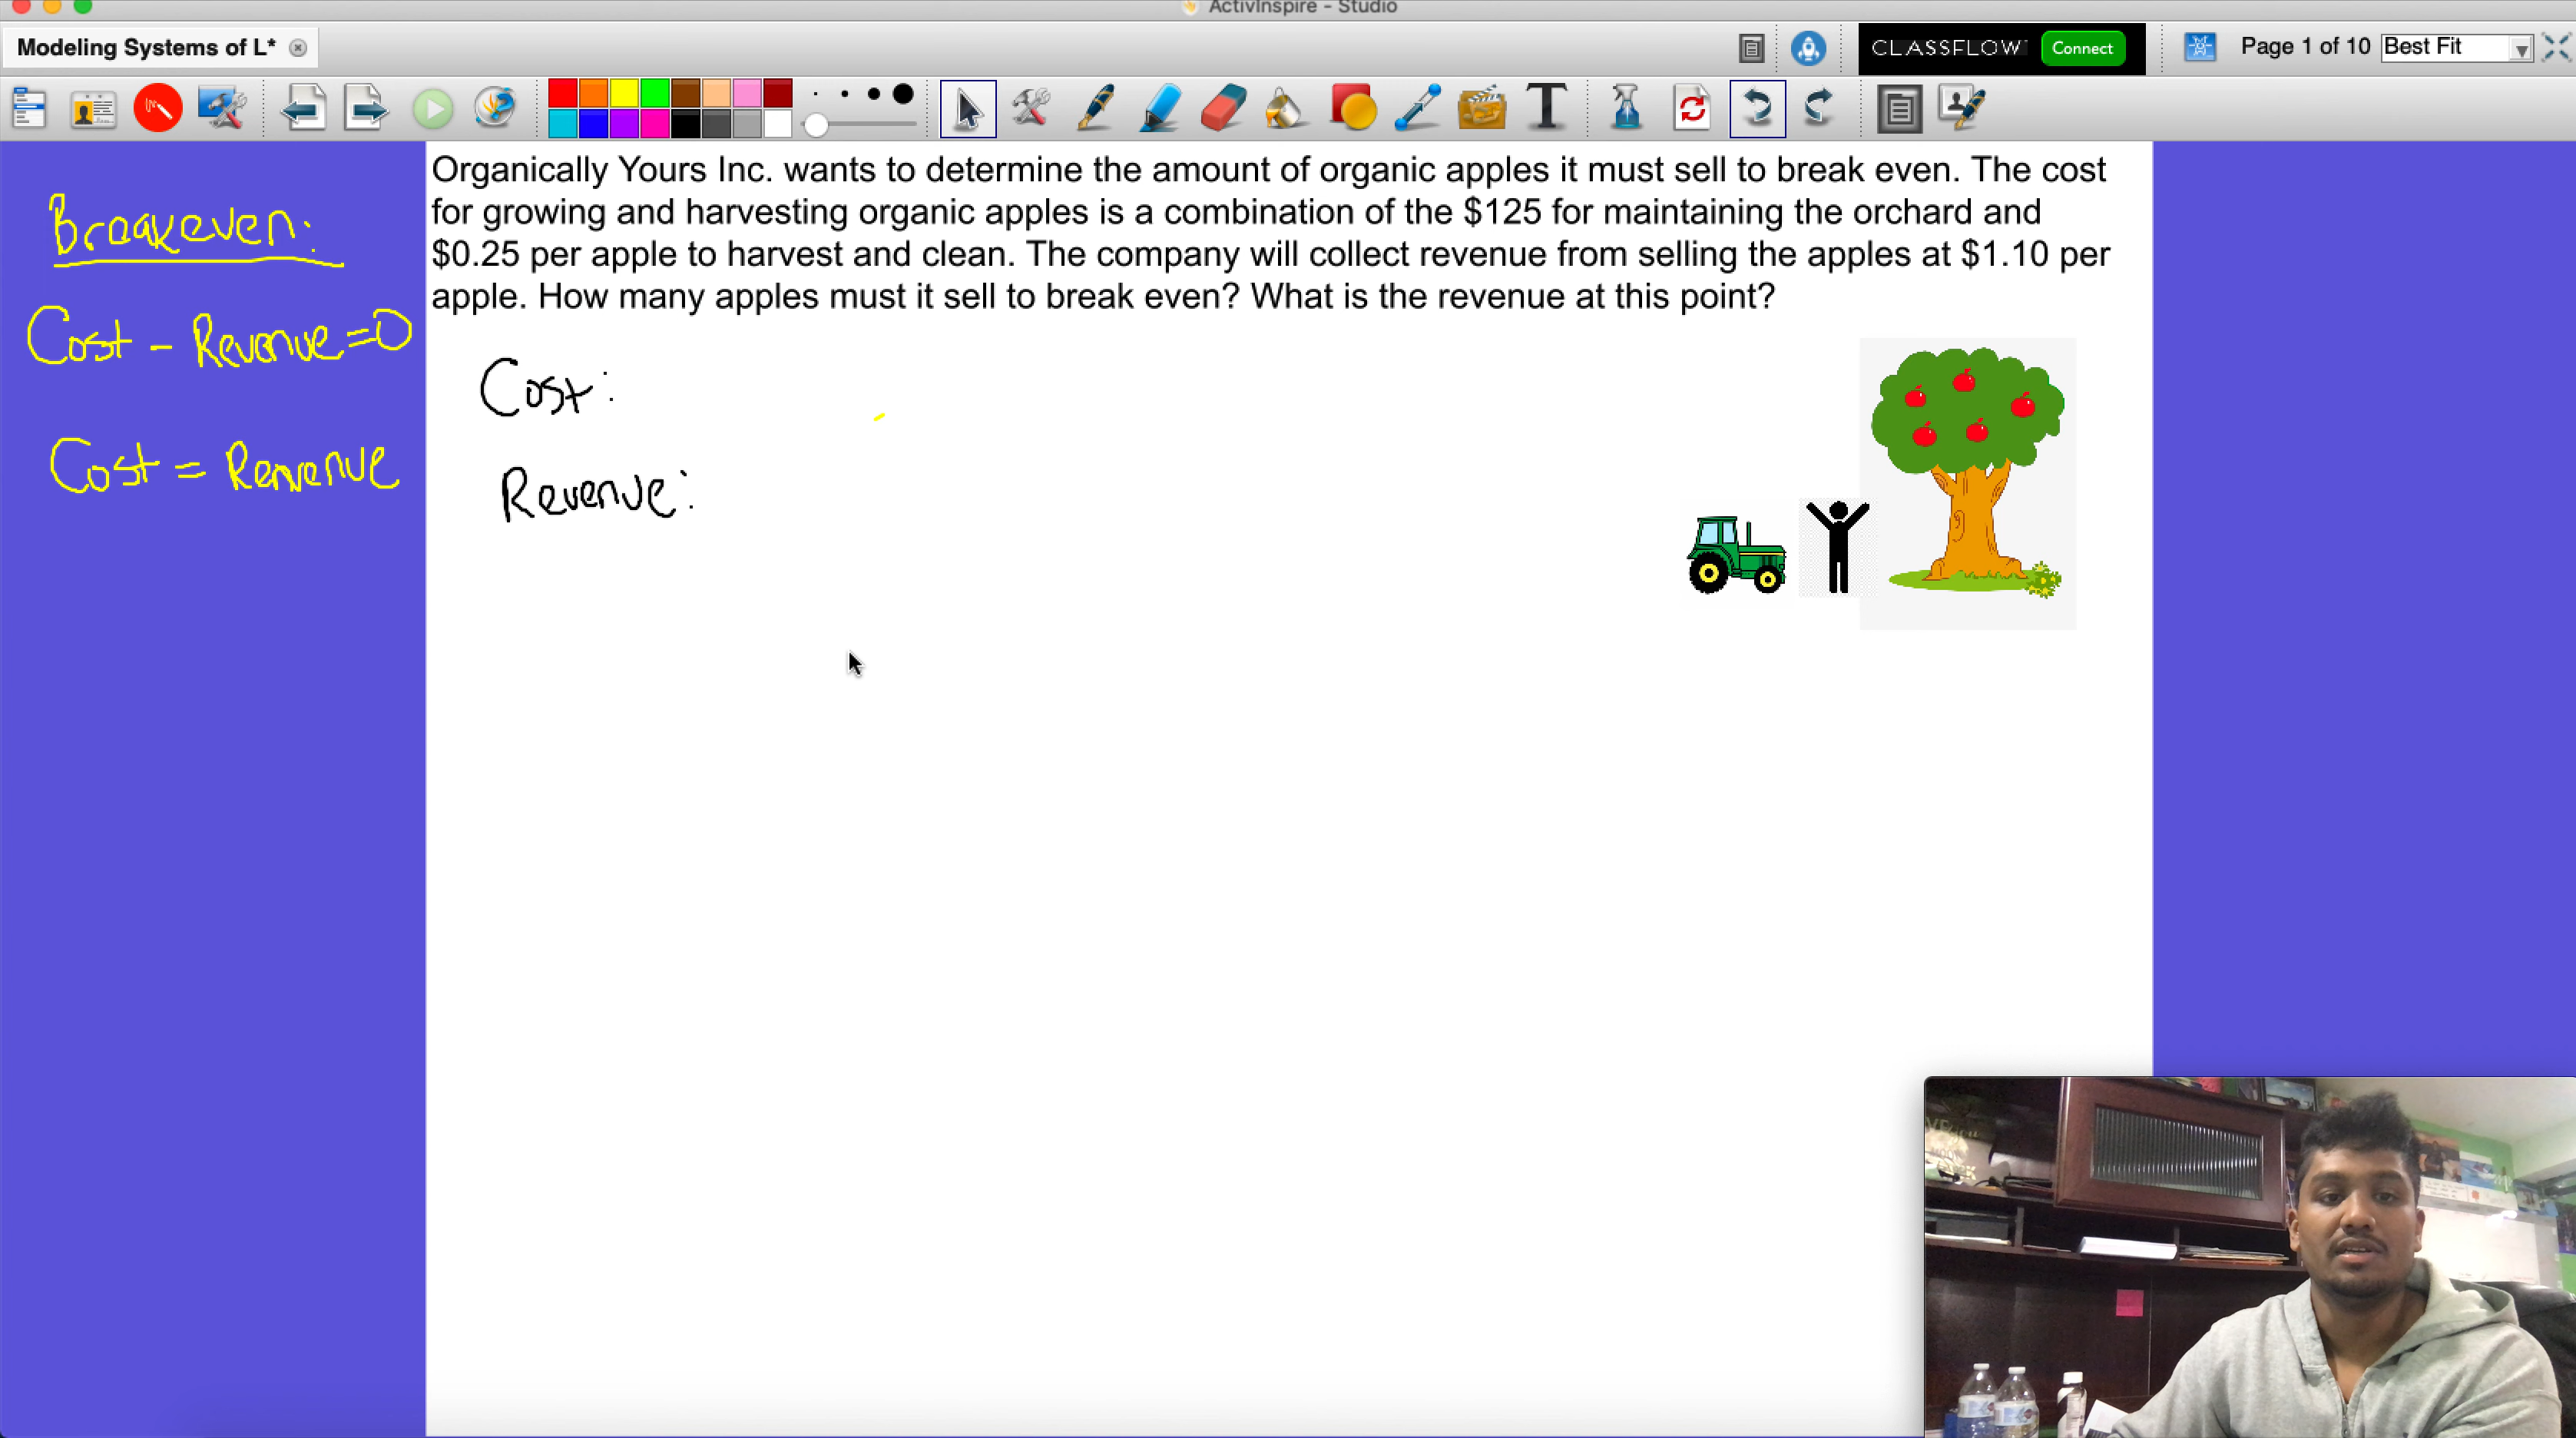 ActivInspire - Studio
Modeling Systems of L*
CLASSFLOW
Connect
Page 1 of 10
Best Fit
T
Organically Yours Inc. wants to determine the amount of organic apples it must sell to break even. The cost
for growing and harvesting organic apples is a combination of the $125 for maintaining the orchard and
$0.25 per apple to harvest and clean. The company will collect revenue from selling the apples at $1.10 per
apple. How many apples must it sell to break even? What is the revenue at this point?
Breakeven:
Cost - Revenue = 0
Cost = Revenue
Cost:
Revenue: